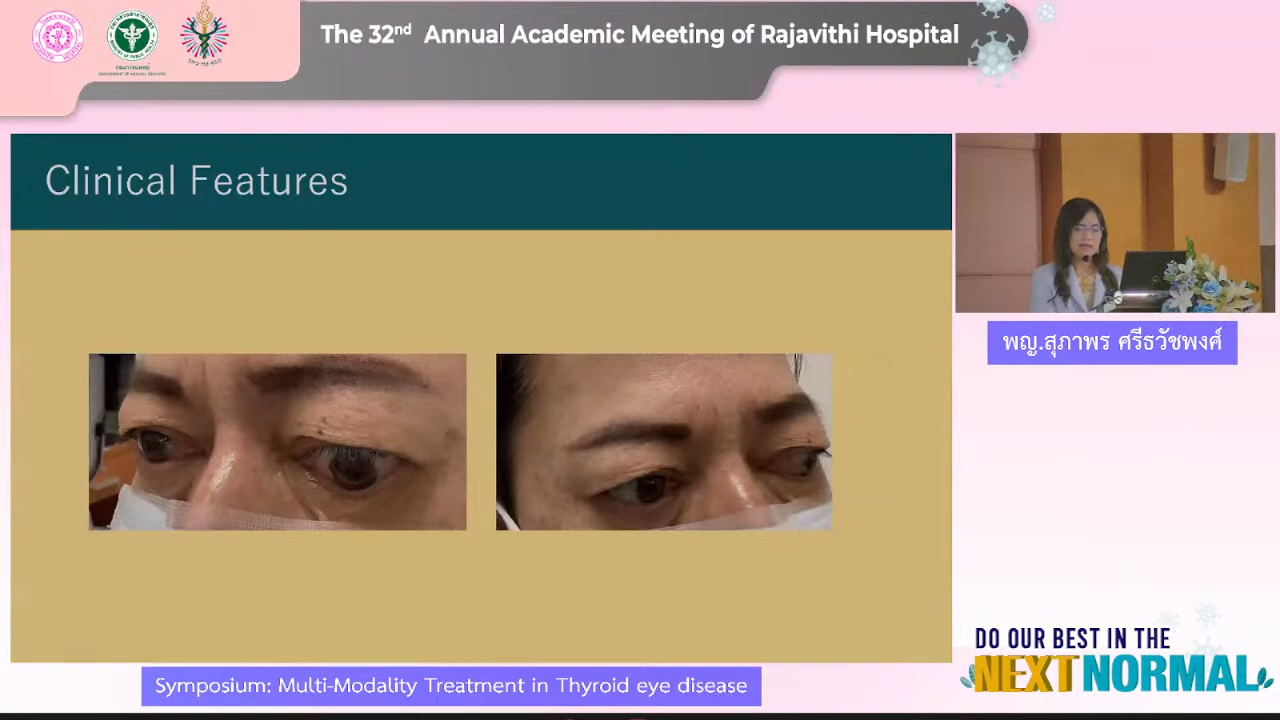 The 32nd Annual Academic Meeting of Rajavithi Hospital
Clinical Features
พญ.สุภาพร ศรีธวัชพงศ์
DO OUR BEST IN THE
NEXT NORMAL
Symposium: Multi-Modality Treatment in Thyroid eye disease